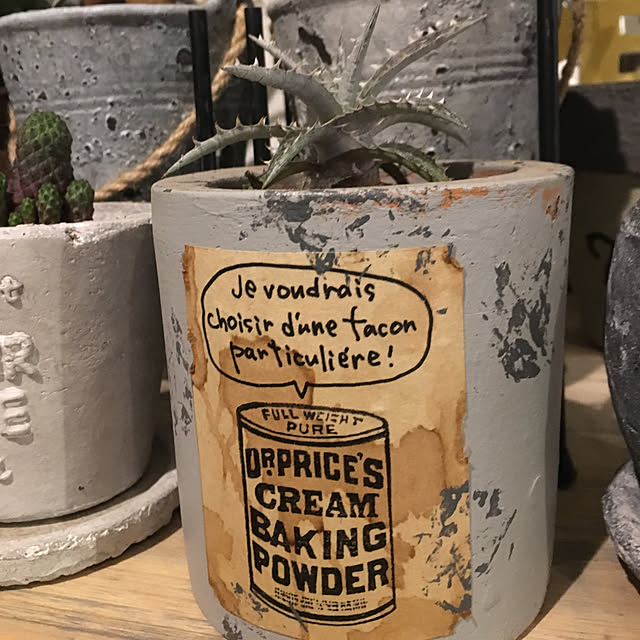 Je voudrais
choisir d'une facon
particuliére!
FULL WEIGHT
PURE
DR PRICE'S
CREAM
BAKING
POWDER